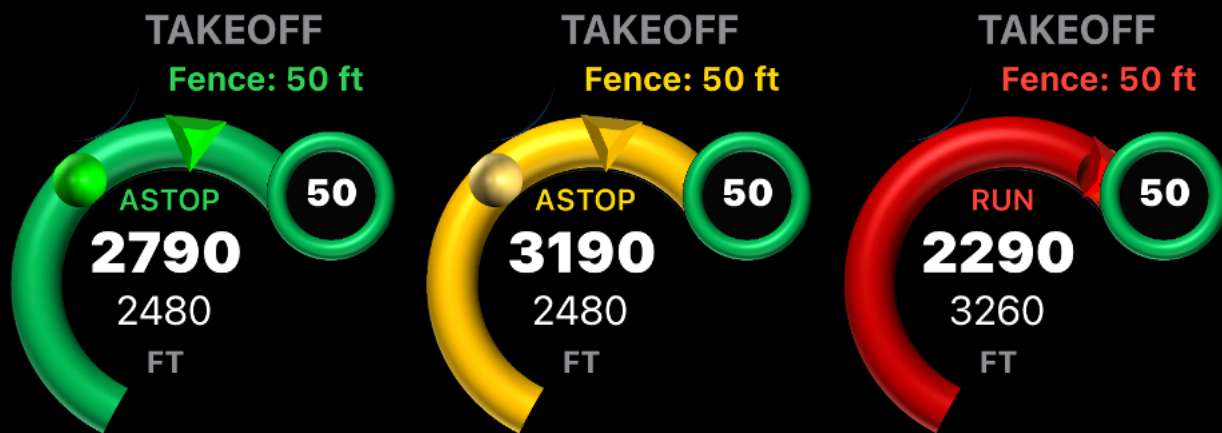 TAKEOFF
Fence: 50 ft
50
ASTOP
2790
2480
FT
TAKEOFF
Fence: 50 ft
50
ASTOP
3190
2480
FT
TAKEOFF
Fence: 50 ft
50
RUN
2290
3260
FT